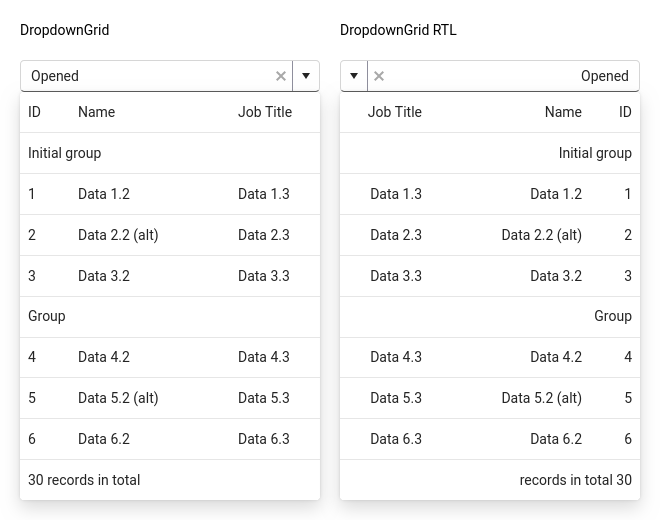 DropdownGrid
Opened
ID Name Job Title
Initial group
1 Data 1.2 Data 1.3
2 Data 2.2 (alt) Data 2.3
3 Data 3.2 Data 3.3
Group
4 Data 4.2 Data 4.3
5 Data 5.2 (alt) Data 5.3
6 Data 6.2 Data 6.3
30 records in total
DropdownGrid RTL
Opened
Job Title Name ID
Initial group
Data 1.3 Data 1.2 1
Data 2.3 Data 2.2 (alt) 2
Data 3.3 Data 3.2 3
Group
Data 4.3 Data 4.2 4
Data 5.3 Data 5.2 (alt) 5
Data 6.3 Data 6.2 6
records in total 30